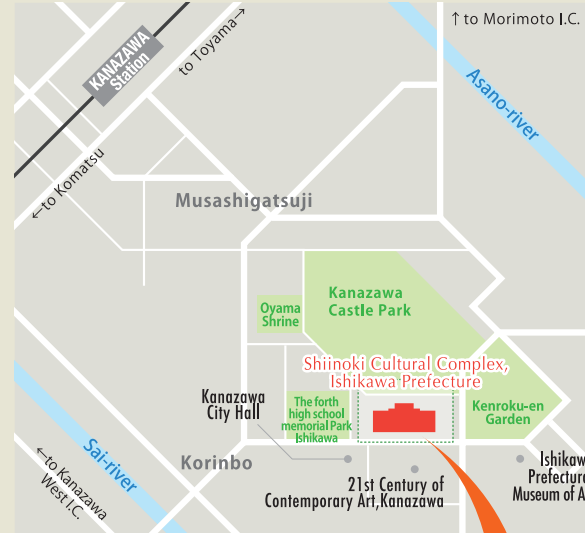 ↑ to Morimoto I.C.
KANAZAWA
Station
to Toyama→
Asano-river
←to Komatsu
Musashigatsuji
Kanazawa
Castle Park
Oyama
Shrine
Shiinoki Cultural Complex,
Ishikawa Prefecture
Kanazawa
City Hall
The forth
high school
memorial Park
Ishikawa
Kenroku-en
Garden
Korinbo
Sai-river
←to Kanazawa
West I.C.
21st Century of
Contemporary Art,Kanazawa
Ishikaw
Prefectura
Museum of A